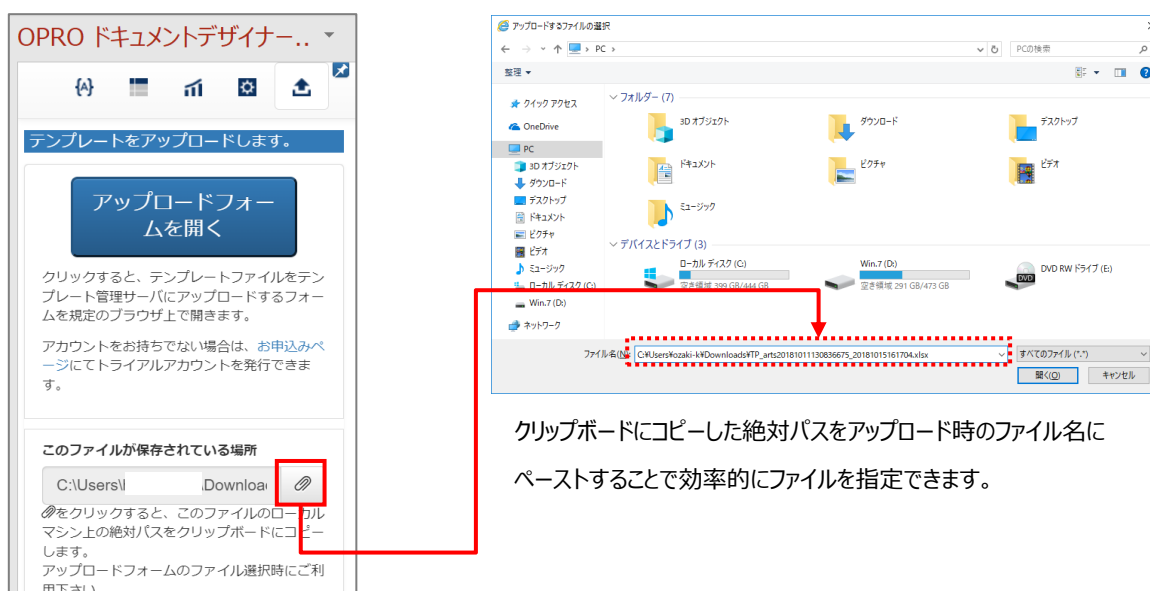 OPRO ドキュメントデザイナー..
{A}
テンプレートをアップロードします。
アップロードフォー
ムを開く
クリックすると、テンプレートファイルをテン
プレート管理サーバにアップロードするフォー
ムを規定のブラウザ上で開きます。
アカウントをお持ちでない場合は、お申込みペ
ージにてトライアルアカウントを発行できま
す。
このファイルが保存されている場所
C:\Users\ \Downloa
をクリックすると、このファイルのローカル
マシン上の絶対パスをクリップボードにコピー
します。
アップロードフォームのファイル選択時にご利
用下さい
アップロードするファイルの選択
PC
PCの検索
整理
クイック アクセス
OneDrive
PC
3D オブジェクト
ダウンロード
デスクトップ
ドキュメント
ピクチャ
ビデオ
ミュージック
ローカル ディスク (C:)
Win.7 (D:)
ネットワーク
フォルダー (7)
3D オブジェクト
ダウンロード
デスクトップ
ドキュメント
ピクチャ
ビデオ
ミュージック
デバイスとドライブ (3)
ローカル ディスク (C:)
空き領域 399 GB/444 GB
Win.7 (D:)
空き領域 291 GB/473 GB
DVD RW ドライブ (E:)
DVD
ファイル名(N): C:¥Users¥ozaki-k¥Downloads¥TP_arts20181011130836675_20181015161704.xlsx
すべてのファイル (*.*)
開く(O)
キャンセル
クリップボードにコピーした絶対パスをアップロード時のファイル名に
ペーストすることで効率的にファイルを指定できます。